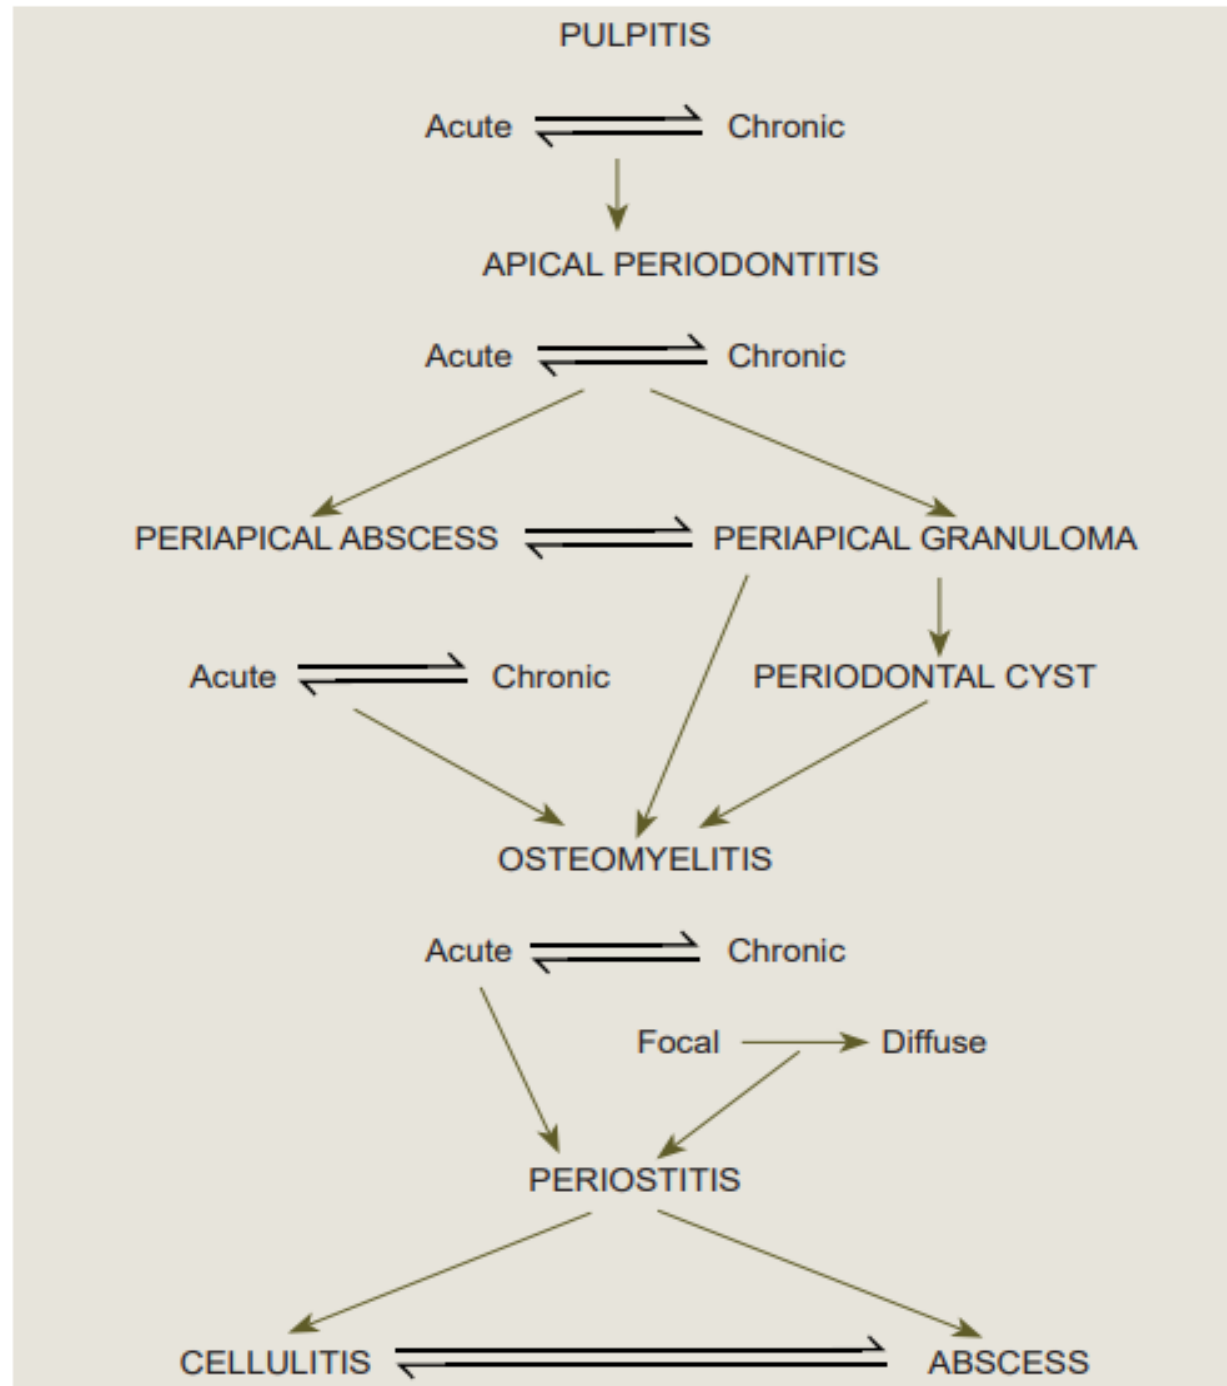 PULPITIS
Acute Chronic
APICAL PERIODONTITIS
Acute Chronic
PERIAPICAL ABSCESS PERIAPICAL GRANULOMA
Acute Chronic PERIODONTAL CYST
OSTEOMYELITIS
Acute Chronic
Focal Diffuse
PERIOSTITIS
CELLULITIS ABSCESS